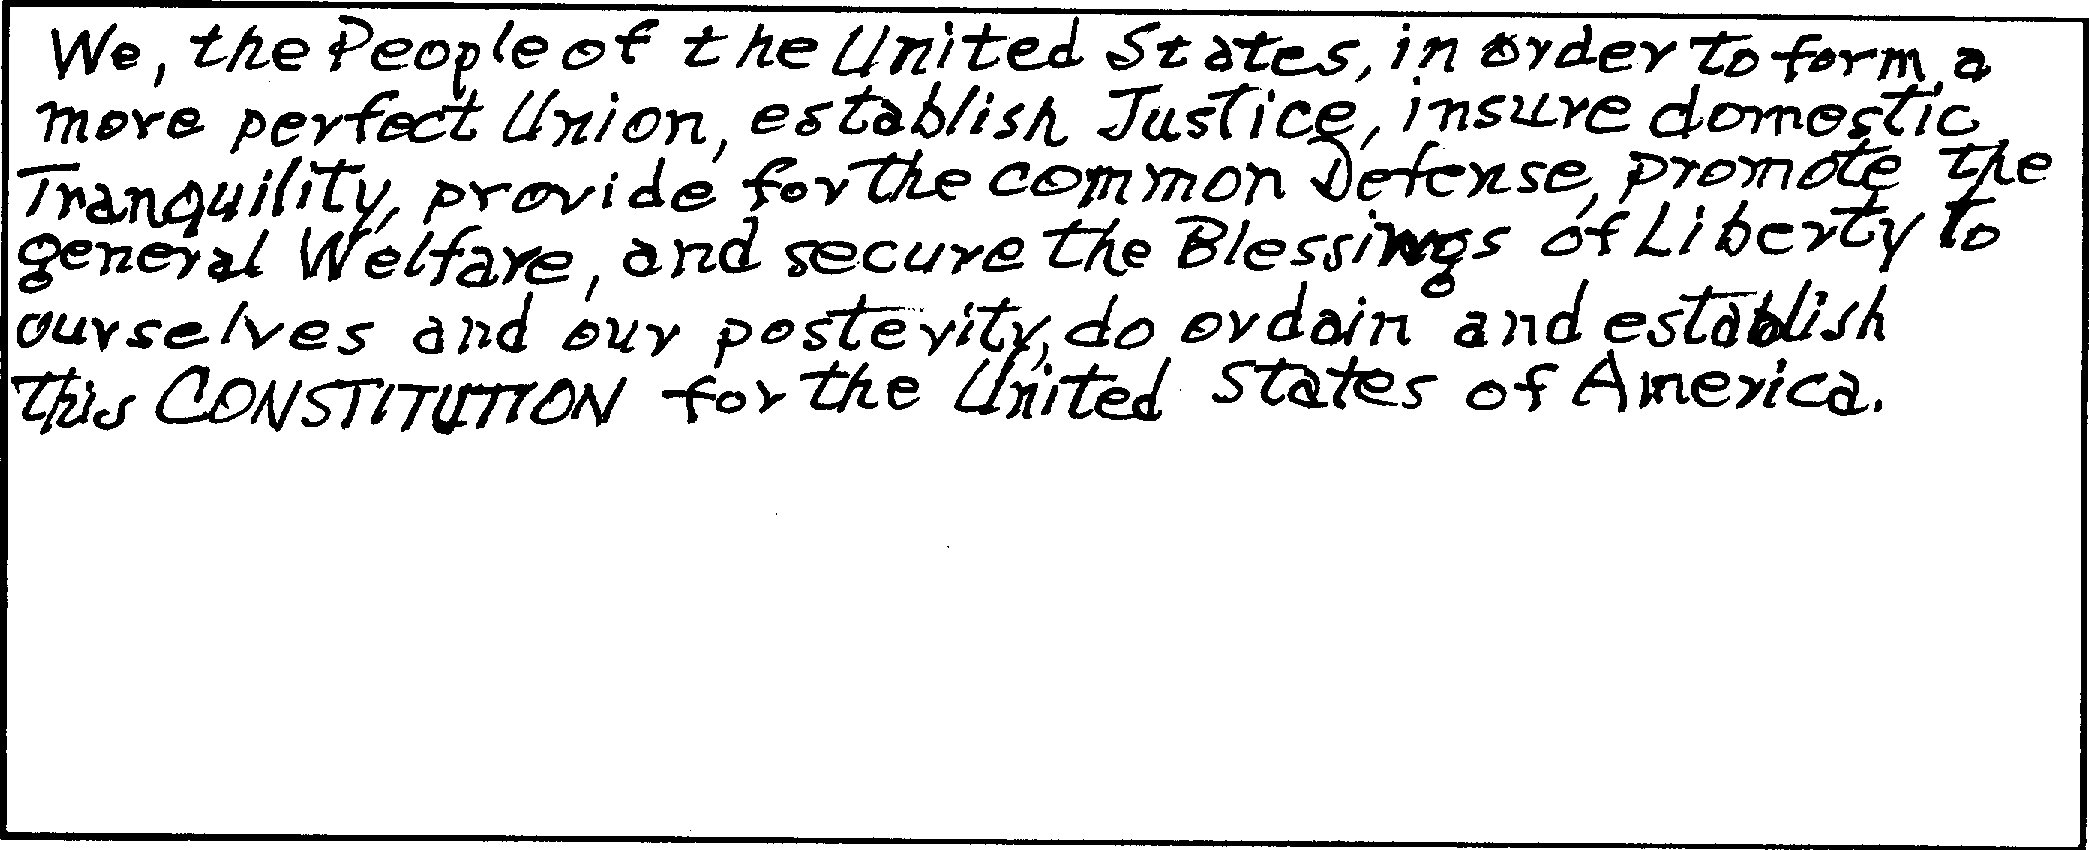 We, the People of the United States, in order to form a
more perfect Union, establish Justice, insure domestic
Tranquility, provide for the common Defense, promote the
general Welfare, and secure the Blessings of Liberty to
ourselves and our posterity, do ordain and establish
this CONSTITUTION for the United States of America.